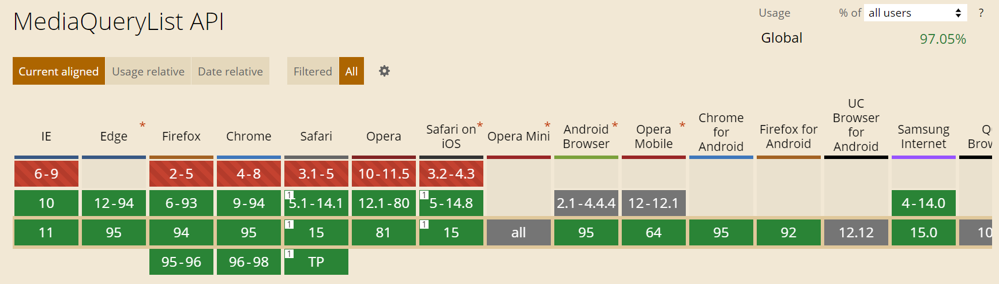 MediaQueryList API
Usage % of all users ?
Global 97.05%
Current aligned Usage relative Date relative Filtered All
IE
Edge *
Firefox
Chrome
Safari
Opera
Safari on *
iOS
Opera Mini *
Android *
Browser
Opera *
Mobile
Chrome
for
Android
Firefox for
Android
UC
Browser
for
Android
Samsung
Internet
6-9 2-5 4-8 3.1-5 10-11.5 3.2-4.3
10 12-94 6-93 9-94 1 5.1-14.1 12.1-80 1 5-14.8 2.1-4.4.4 12-12.1 4-14.0
11 95 94 95 1 15 81 1 15 all 95 64 95 92 12.12 15.0 10
95-96 96-98 1 TP